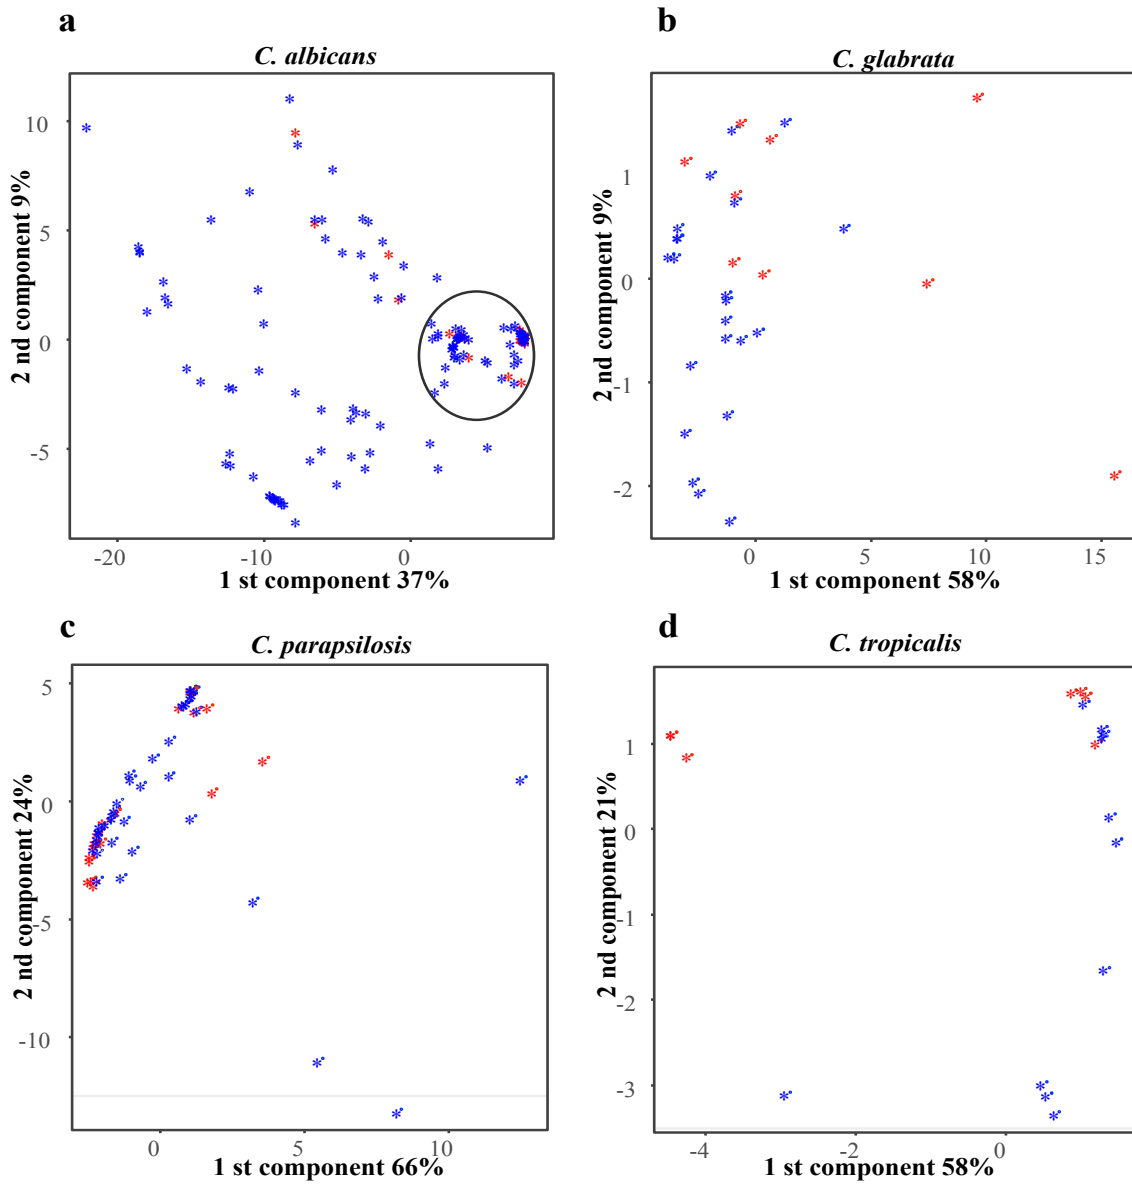 a
C. albicans
10
5
0
-5
2 nd component 9%
-20
-10
0
1 st component 37%
b
C. glabrata
1
0
-1
-2
2 nd component 9%
0
5
10
15
1 st component 58%
c
C. parapsilosis
5
0
-5
-10
2 nd component 24%
0
5
10
1 st component 66%
d
C. tropicalis
1
0
-1
-2
-3
2 nd component 21%
-4
-2
0
1 st component 58%